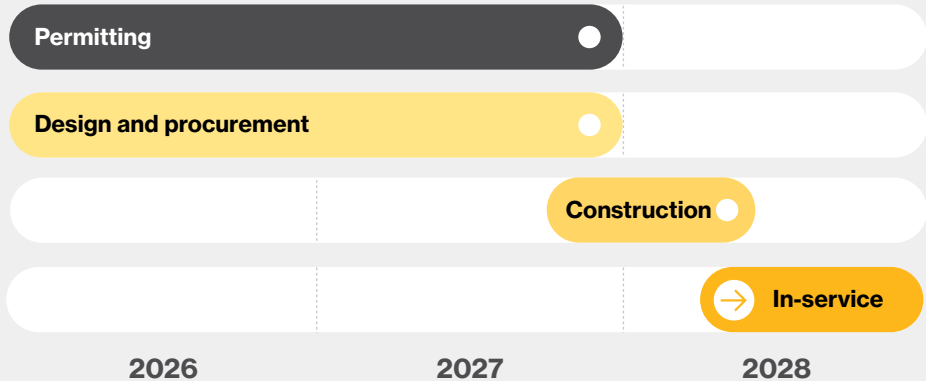 Permitting
Design and procurement
Construction
In-service
2026 2027 2028